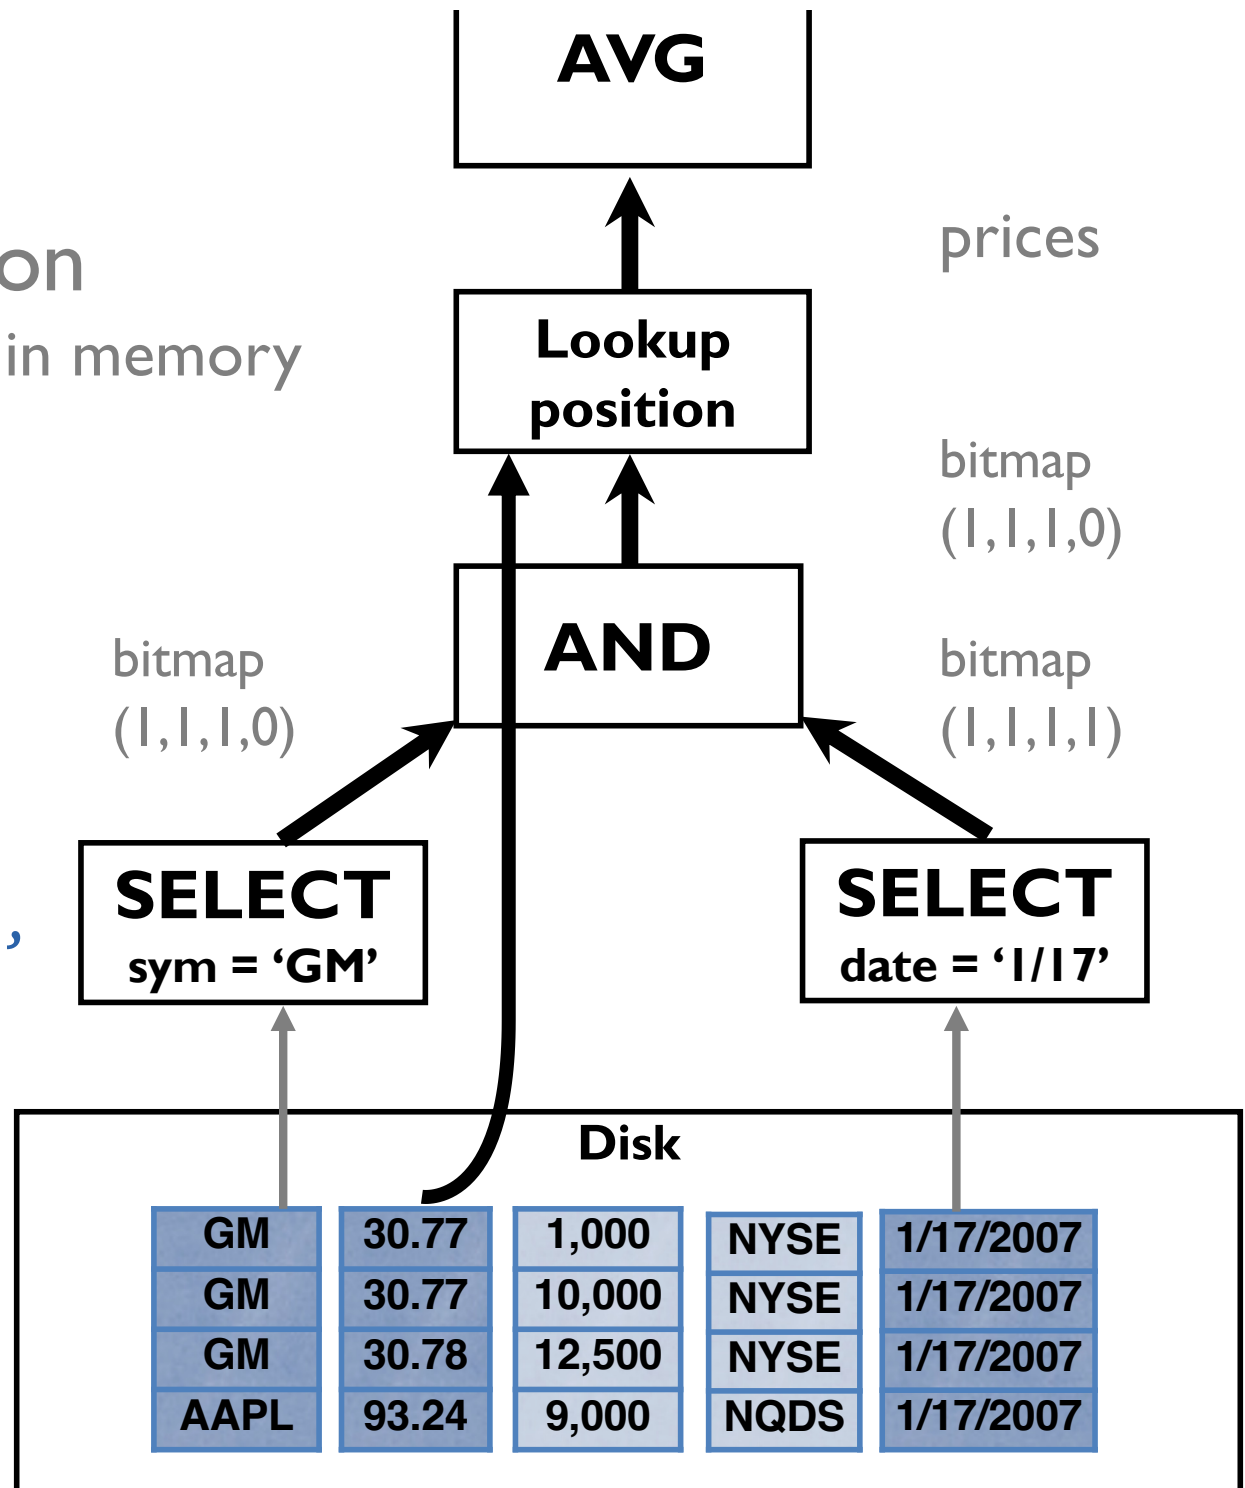 AVG
prices
on
in memory
Lookup
position
bitmap
(1,1,1,0)
AND
bitmap
(1,1,1,0)
bitmap
(1,1,1,1)
SELECT
sym = ‘GM’
SELECT
date = ‘1/17’
’
Disk
GM 30.77 1,000 NYSE 1/17/2007
GM 30.77 10,000 NYSE 1/17/2007
GM 30.78 12,500 NYSE 1/17/2007
AAPL 93.24 9,000 NQDS 1/17/2007